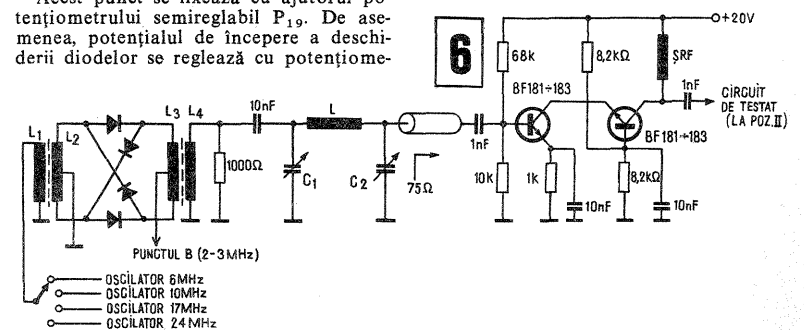 Acest punct se fixează cu ajutorul po-
tențiometrului semireglabil P₁₉. De ase-
menea, potențialul de începere a deschi-
derii diodelor se reglează cu potențiome-
6
+20V
68k
8,2kΩ
ȘRF
BF181÷183
1nF
CIRCUIT
DE TESTAT
(LA POZ.II)
BF181÷183
L₁
L₂
L₃
L₄
10nF
L
1000Ω
C₁
C₂
75Ω
1nF
10k
1k
10nF
8,2kΩ
10nF
PUNCTUL B (2-3MHz)
OSCILATOR 6MHz
OSCILATOR 10MHz
OSCILATOR 17MHz
OSCILATOR 24MHz